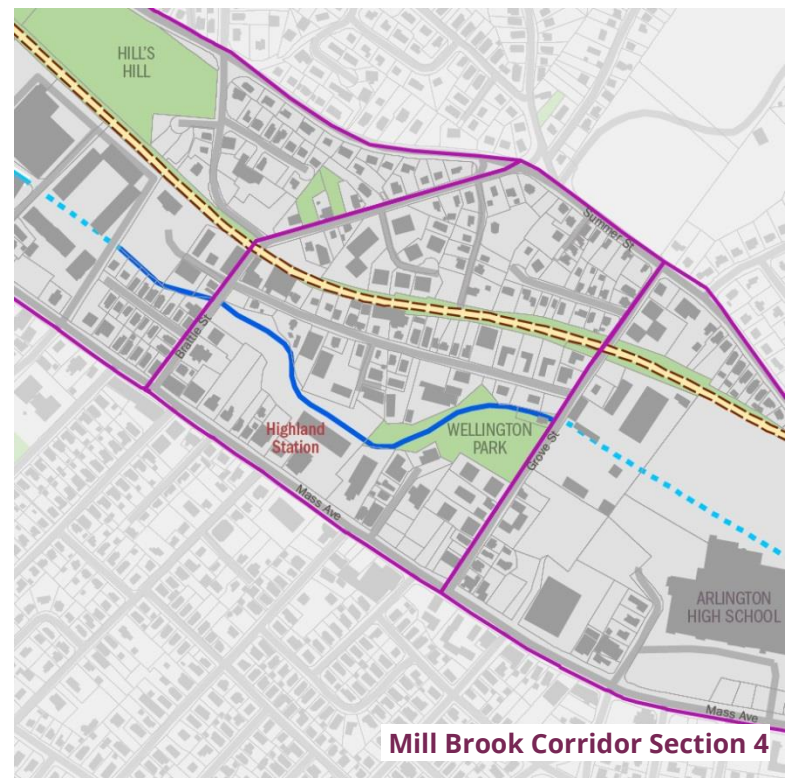 HILL'S
HILL
Summer St
Brattle St
Highland
Station
WELLINGTON
PARK
Grove St
Mass Ave
ARLINGTON
HIGH SCHOOL
Mass Ave
Mill Brook Corridor Section 4